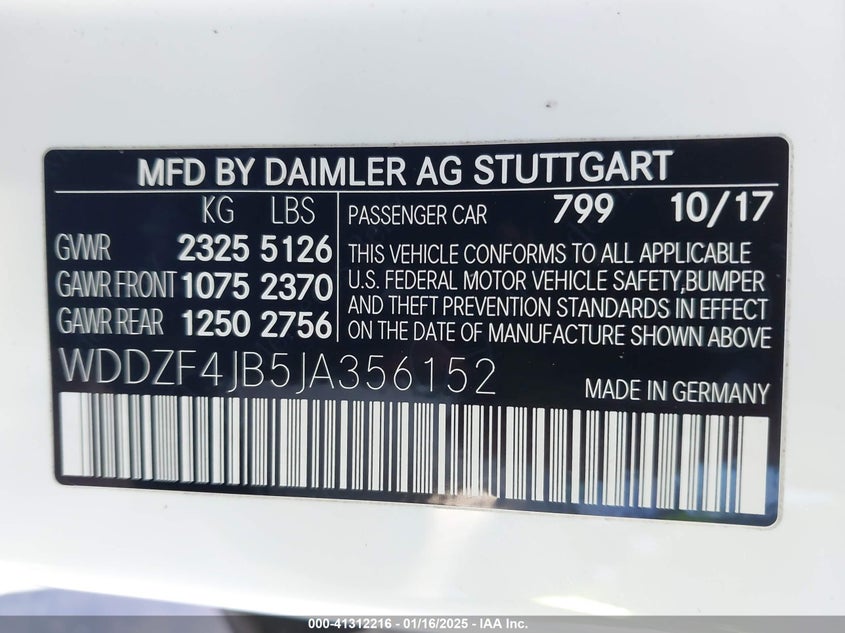 MFD BY DAIMLER AG STUTTGART
KG LBS
GVWR 2325 5126
GAWR FRONT 1075 2370
GAWR REAR 1250 2756
PASSENGER CAR 799 10/17
THIS VEHICLE CONFORMS TO ALL APPLICABLE
U.S. FEDERAL MOTOR VEHICLE SAFETY,BUMPER
AND THEFT PREVENTION STANDARDS IN EFFECT
ON THE DATE OF MANUFACTURE SHOWN ABOVE
WDDZF4JB5JA356152
MADE IN GERMANY
000-41312216 - 01/16/2025 - IAA Inc.